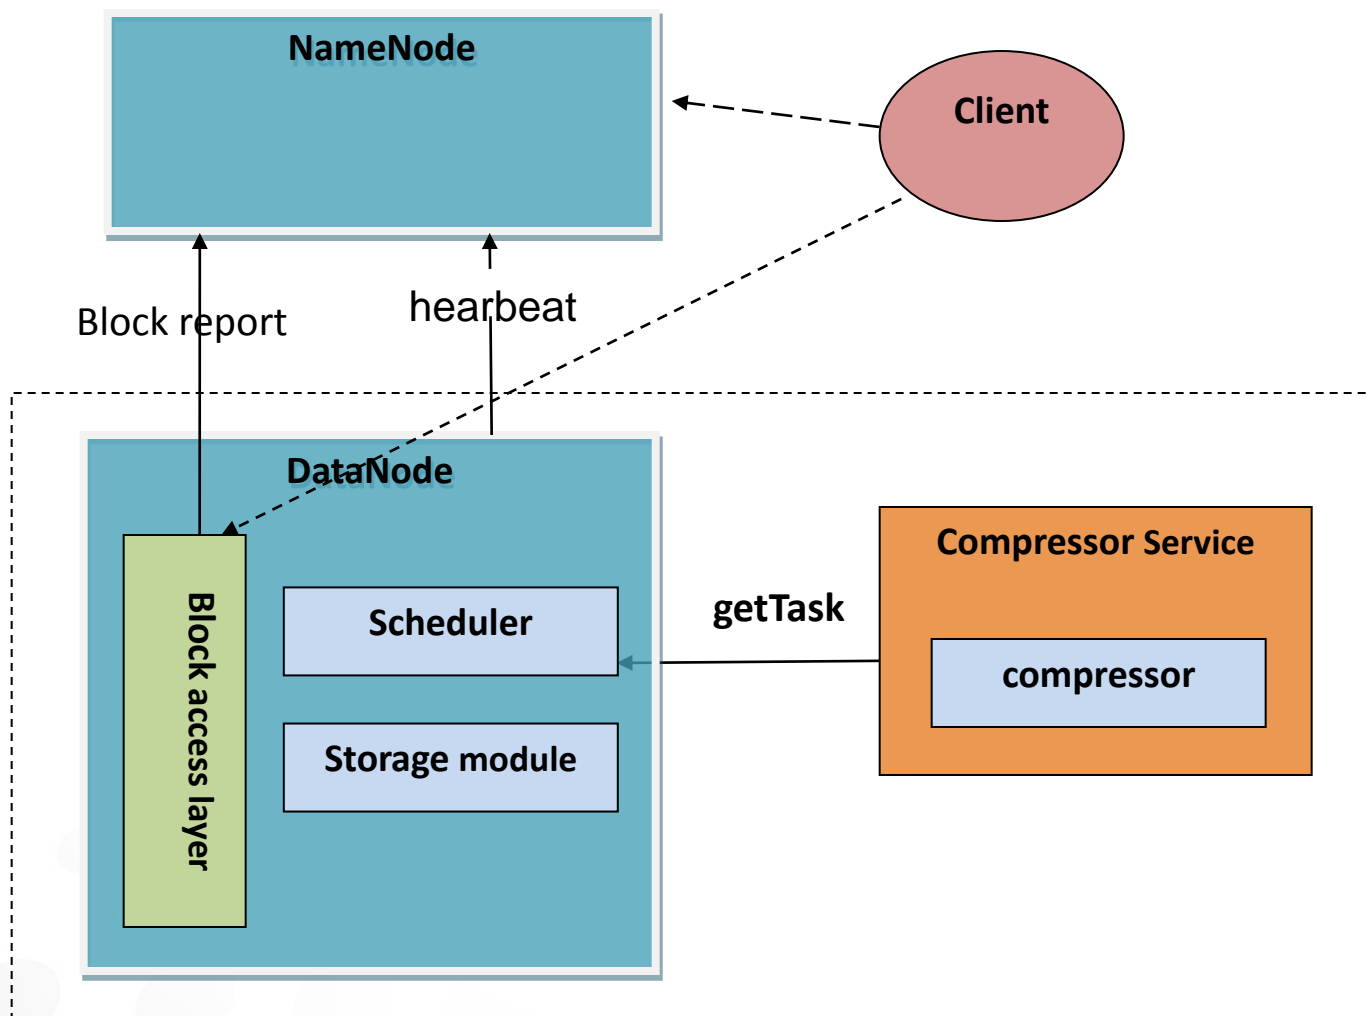 NameNode
Client
Block report
hearbeat
DataNode
Block access layer
Scheduler
Storage module
getTask
Compressor Service
compressor